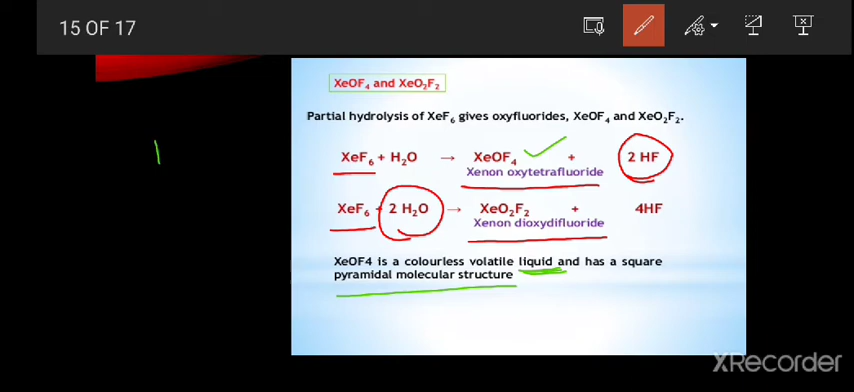 15 OF 17
XeOF₄ and XeO₂F₂
Partial hydrolysis of XeF₆ gives oxyfluorides, XeOF₄ and XeO₂F₂.
XeF₆ + H₂O → XeOF₄ + 2 HF
Xenon oxytetrafluoride
XeF₆ + 2 H₂O → XeO₂F₂ + 4HF
Xenon dioxydifluoride
XeOF4 is a colourless volatile liquid and has a square
pyramidal molecular structure
XRecorder